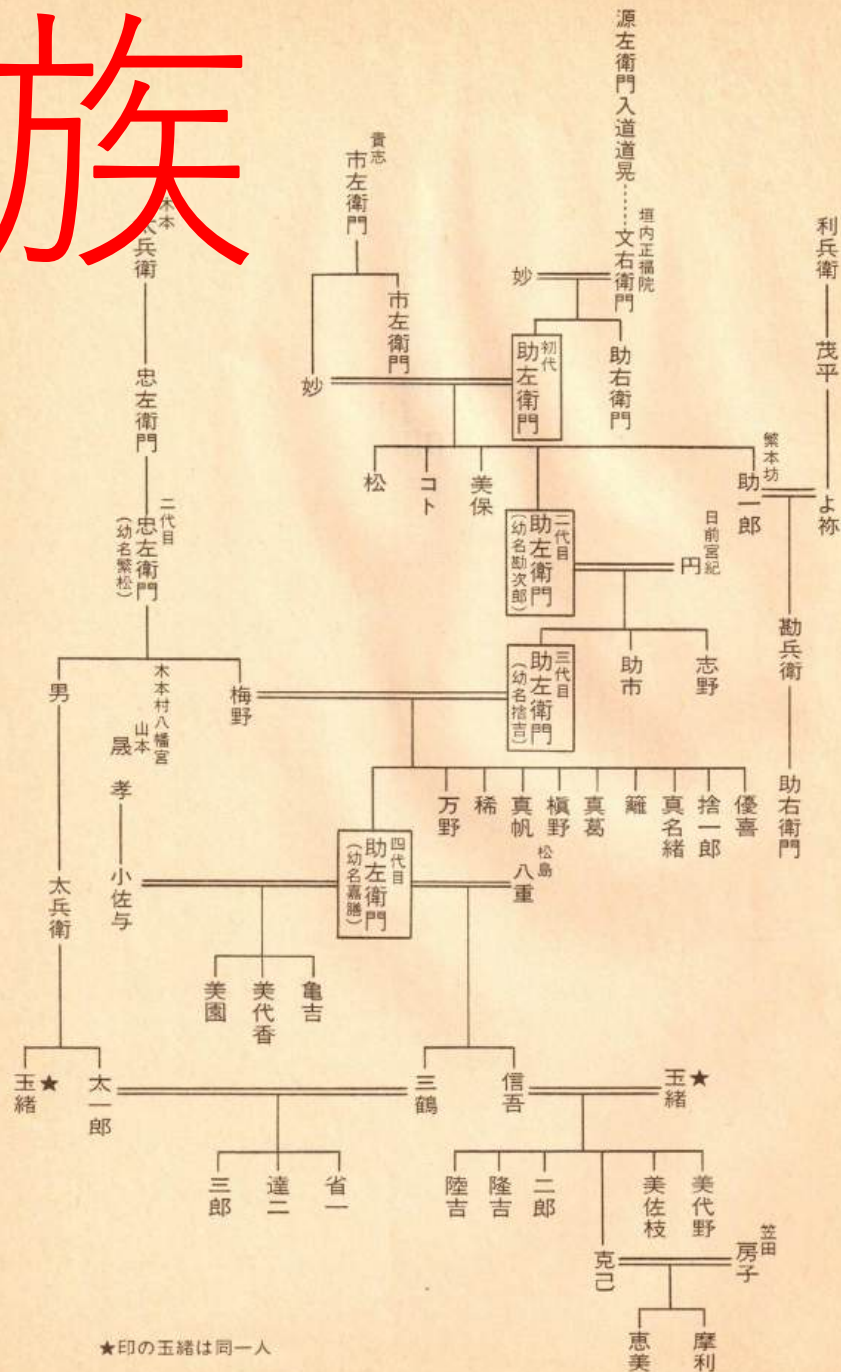 族
源左衛門入道道晃
垣内正福院
文右衛門
妙
利兵衛
茂平
よ祢
貴志
市左衛門
市左衛門
妙
初代
助左衛門
助右衛門
木本
太兵衛
忠左衛門
二代目
忠左衛門
(幼名繁松)
繁本坊
助一郎
美保
コト
松
二代目
助左衛門
(幼名勘次郎)
日前宮紀
円
勘兵衛
助右衛門
志野
助市
三代目
助左衛門
(幼名捨吉)
梅野
男
木本村八幡宮
山本
晟孝
小佐与
太兵衛
優喜
捨一郎
真名緒
籬
真葛
槇野
真帆
稀
万野
四代目
助左衛門
(幼名嘉膳)
松島
八重
亀吉
美代香
美園
玉緒★
信吾
三鶴
太一郎
玉緒★
美代野
美佐枝
克己
二郎
隆吉
陸吉
省一
達二
三郎
笠田
房子
摩利
恵美
★印の玉緒は同一人